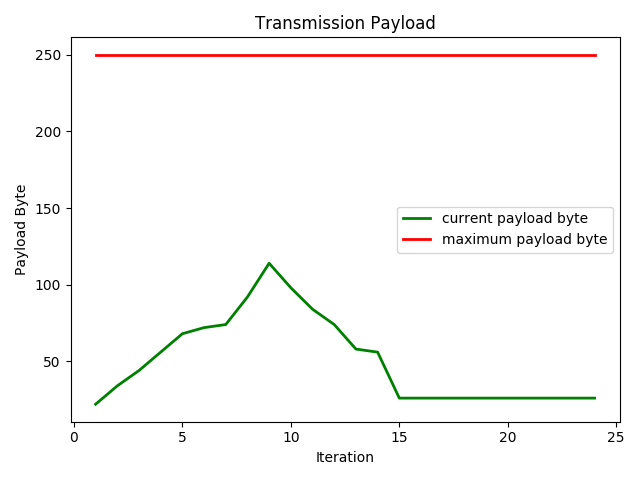 Transmission Payload
250
200
150
100
50
Payload Byte
current payload byte
maximum payload byte
0
5
10
15
20
25
Iteration